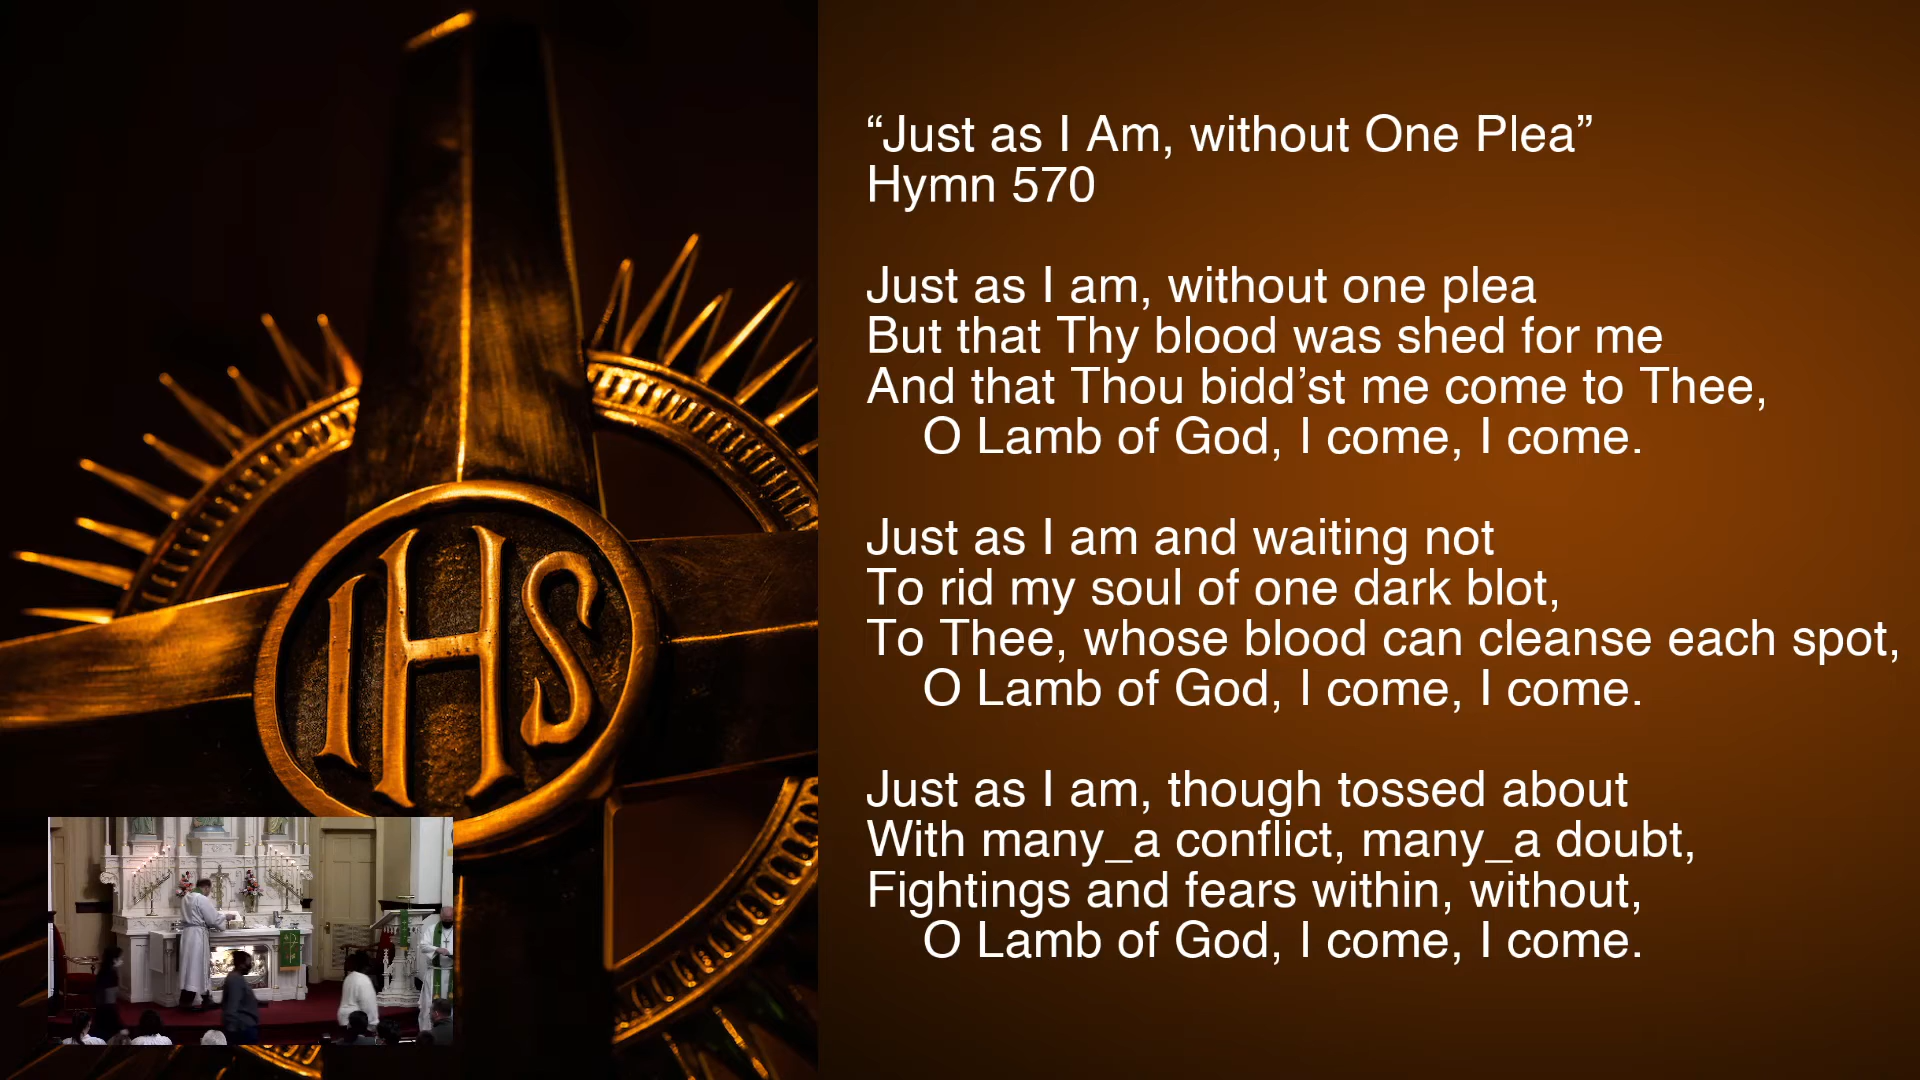 “Just as I Am, without One Plea”
Hymn 570
Just as I am, without one plea
But that Thy blood was shed for me
And that Thou bidd’st me come to Thee,
O Lamb of God, I come, I come.
Just as I am and waiting not
To rid my soul of one dark blot,
To Thee, whose blood can cleanse each spot,
O Lamb of God, I come, I come.
Just as I am, though tossed about
With many_a conflict, many_a doubt,
Fightings and fears within, without,
O Lamb of God, I come, I come.
IHS